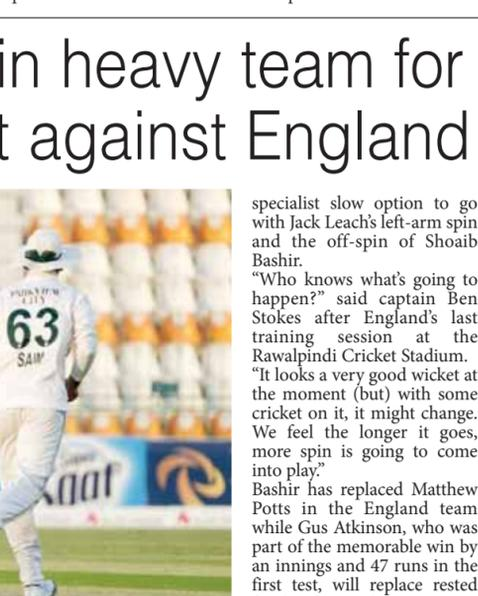 in heavy team for
t against England
PARKVIEW
CITY
63
SAIM
specialist slow option to go
with Jack Leach's left-arm spin
and the off-spin of Shoaib
Bashir.
“Who knows what's going to
happen?” said captain Ben
Stokes after England's last
training session at the
Rawalpindi Cricket Stadium.
“It looks a very good wicket at
the moment (but) with some
cricket on it, it might change.
We feel the longer it goes,
more spin is going to come
into play.”
Bashir has replaced Matthew
Potts in the England team
while Gus Atkinson, who was
part of the memorable win by
an innings and 47 runs in the
first test, will replace rested